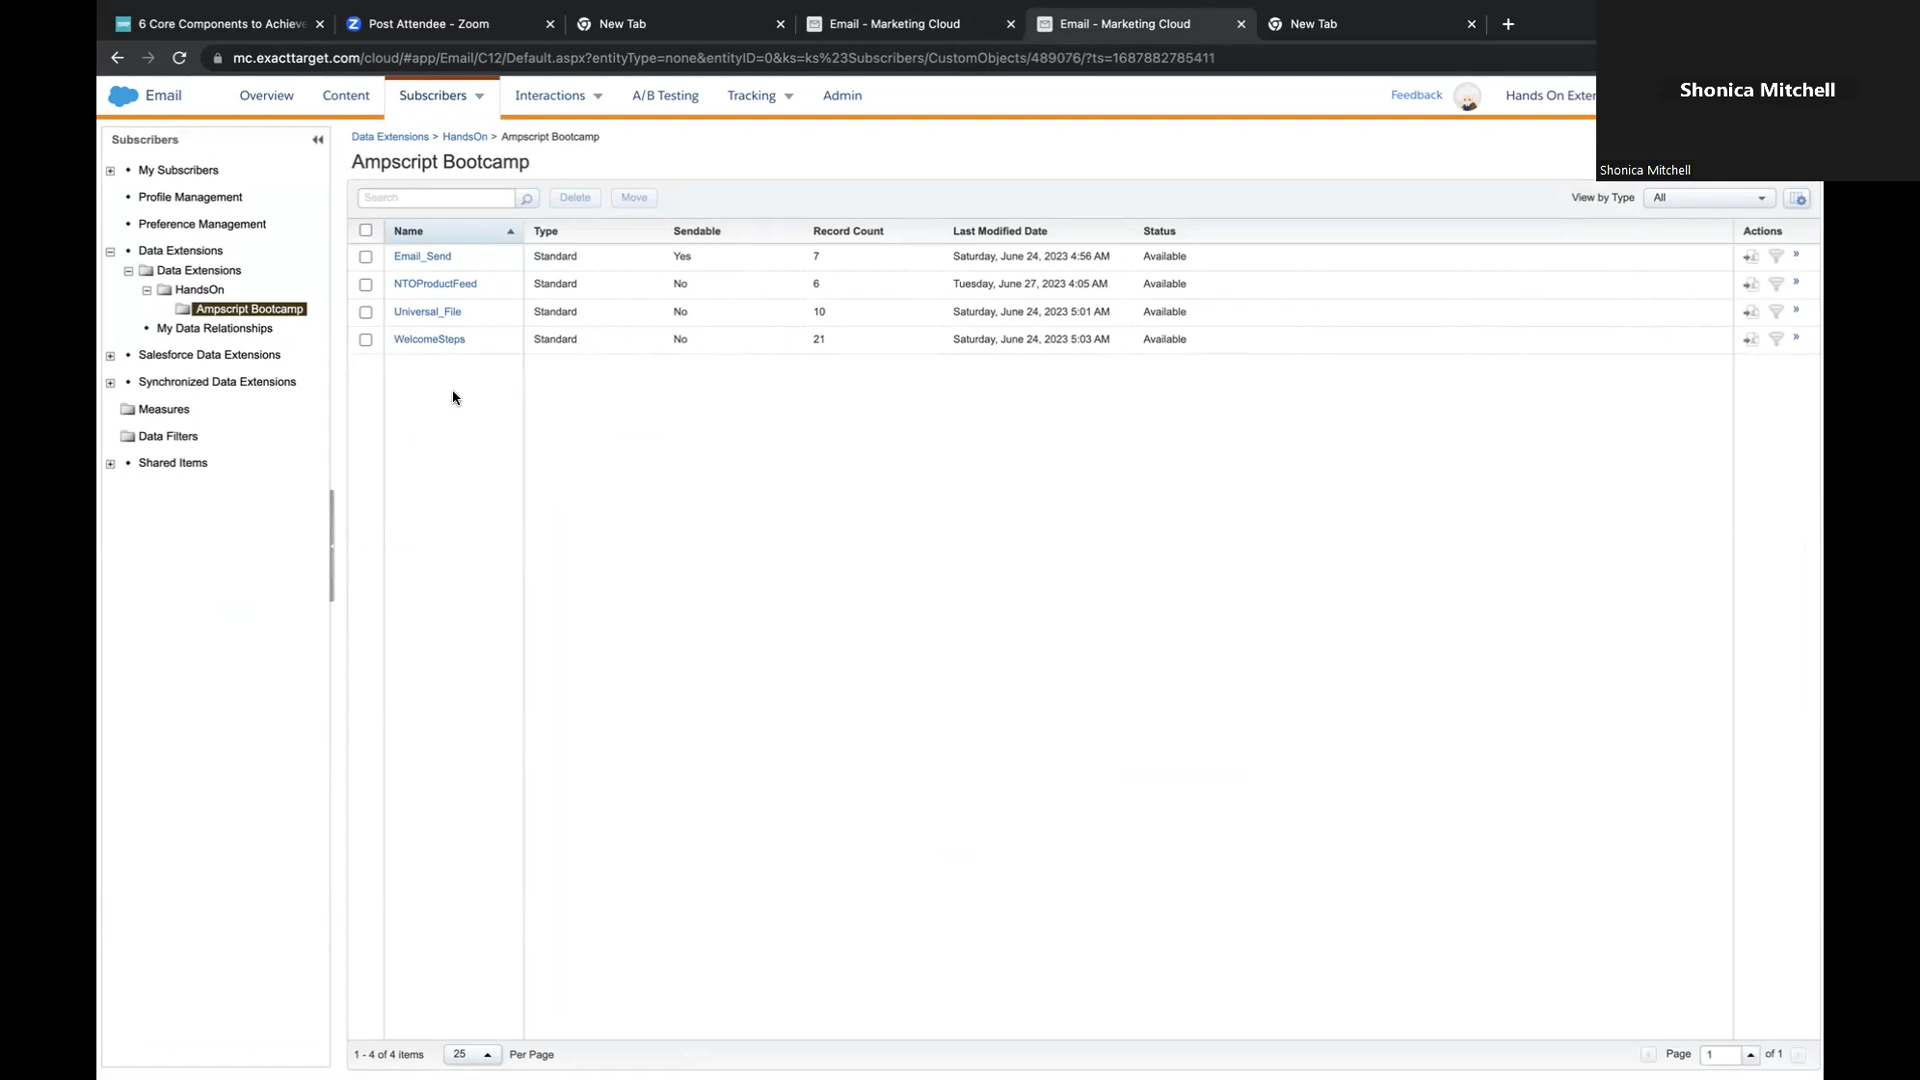 6 Core Components to Achieve
Post Attendee - Zoom
New Tab
Email - Marketing Cloud
Email - Marketing Cloud
New Tab
mc.exacttarget.com/cloud/#app/Email/C12/Default.aspx?entityType=none&entityID=0&ks=ks%23Subscribers/CustomObjects/489076/?ts=1687882785411
Email
Overview
Content
Subscribers
Interactions
A/B Testing
Tracking
Admin
Feedback
Hands On Exter
Shonica Mitchell
Shonica Mitchell
Subscribers
My Subscribers
Profile Management
Preference Management
Data Extensions
Data Extensions
HandsOn
Ampscript Bootcamp
My Data Relationships
Salesforce Data Extensions
Synchronized Data Extensions
Measures
Data Filters
Shared Items
Data Extensions > HandsOn > Ampscript Bootcamp
Ampscript Bootcamp
Search Delete Move View by Type All
Name Type Sendable Record Count Last Modified Date Status Actions
Email_Send Standard Yes 7 Saturday, June 24, 2023 4:56 AM Available
NTOProductFeed Standard No 6 Tuesday, June 27, 2023 4:05 AM Available
Universal_File Standard No 10 Saturday, June 24, 2023 5:01 AM Available
WelcomeSteps Standard No 21 Saturday, June 24, 2023 5:03 AM Available
1 - 4 of 4 items 25 Per Page Page 1 of 1